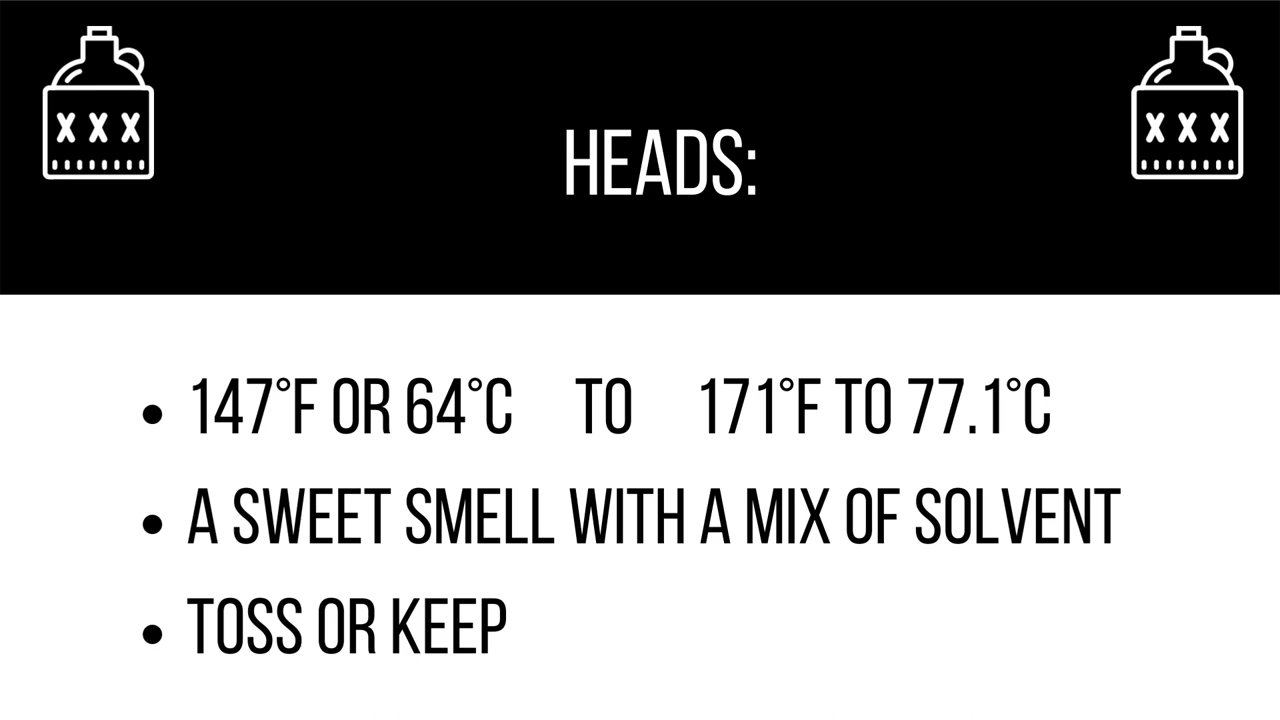 XXX
XXX
HEADS:
147°F OR 64°C TO 171°F TO 77.1°C
A SWEET SMELL WITH A MIX OF SOLVENT
TOSS OR KEEP